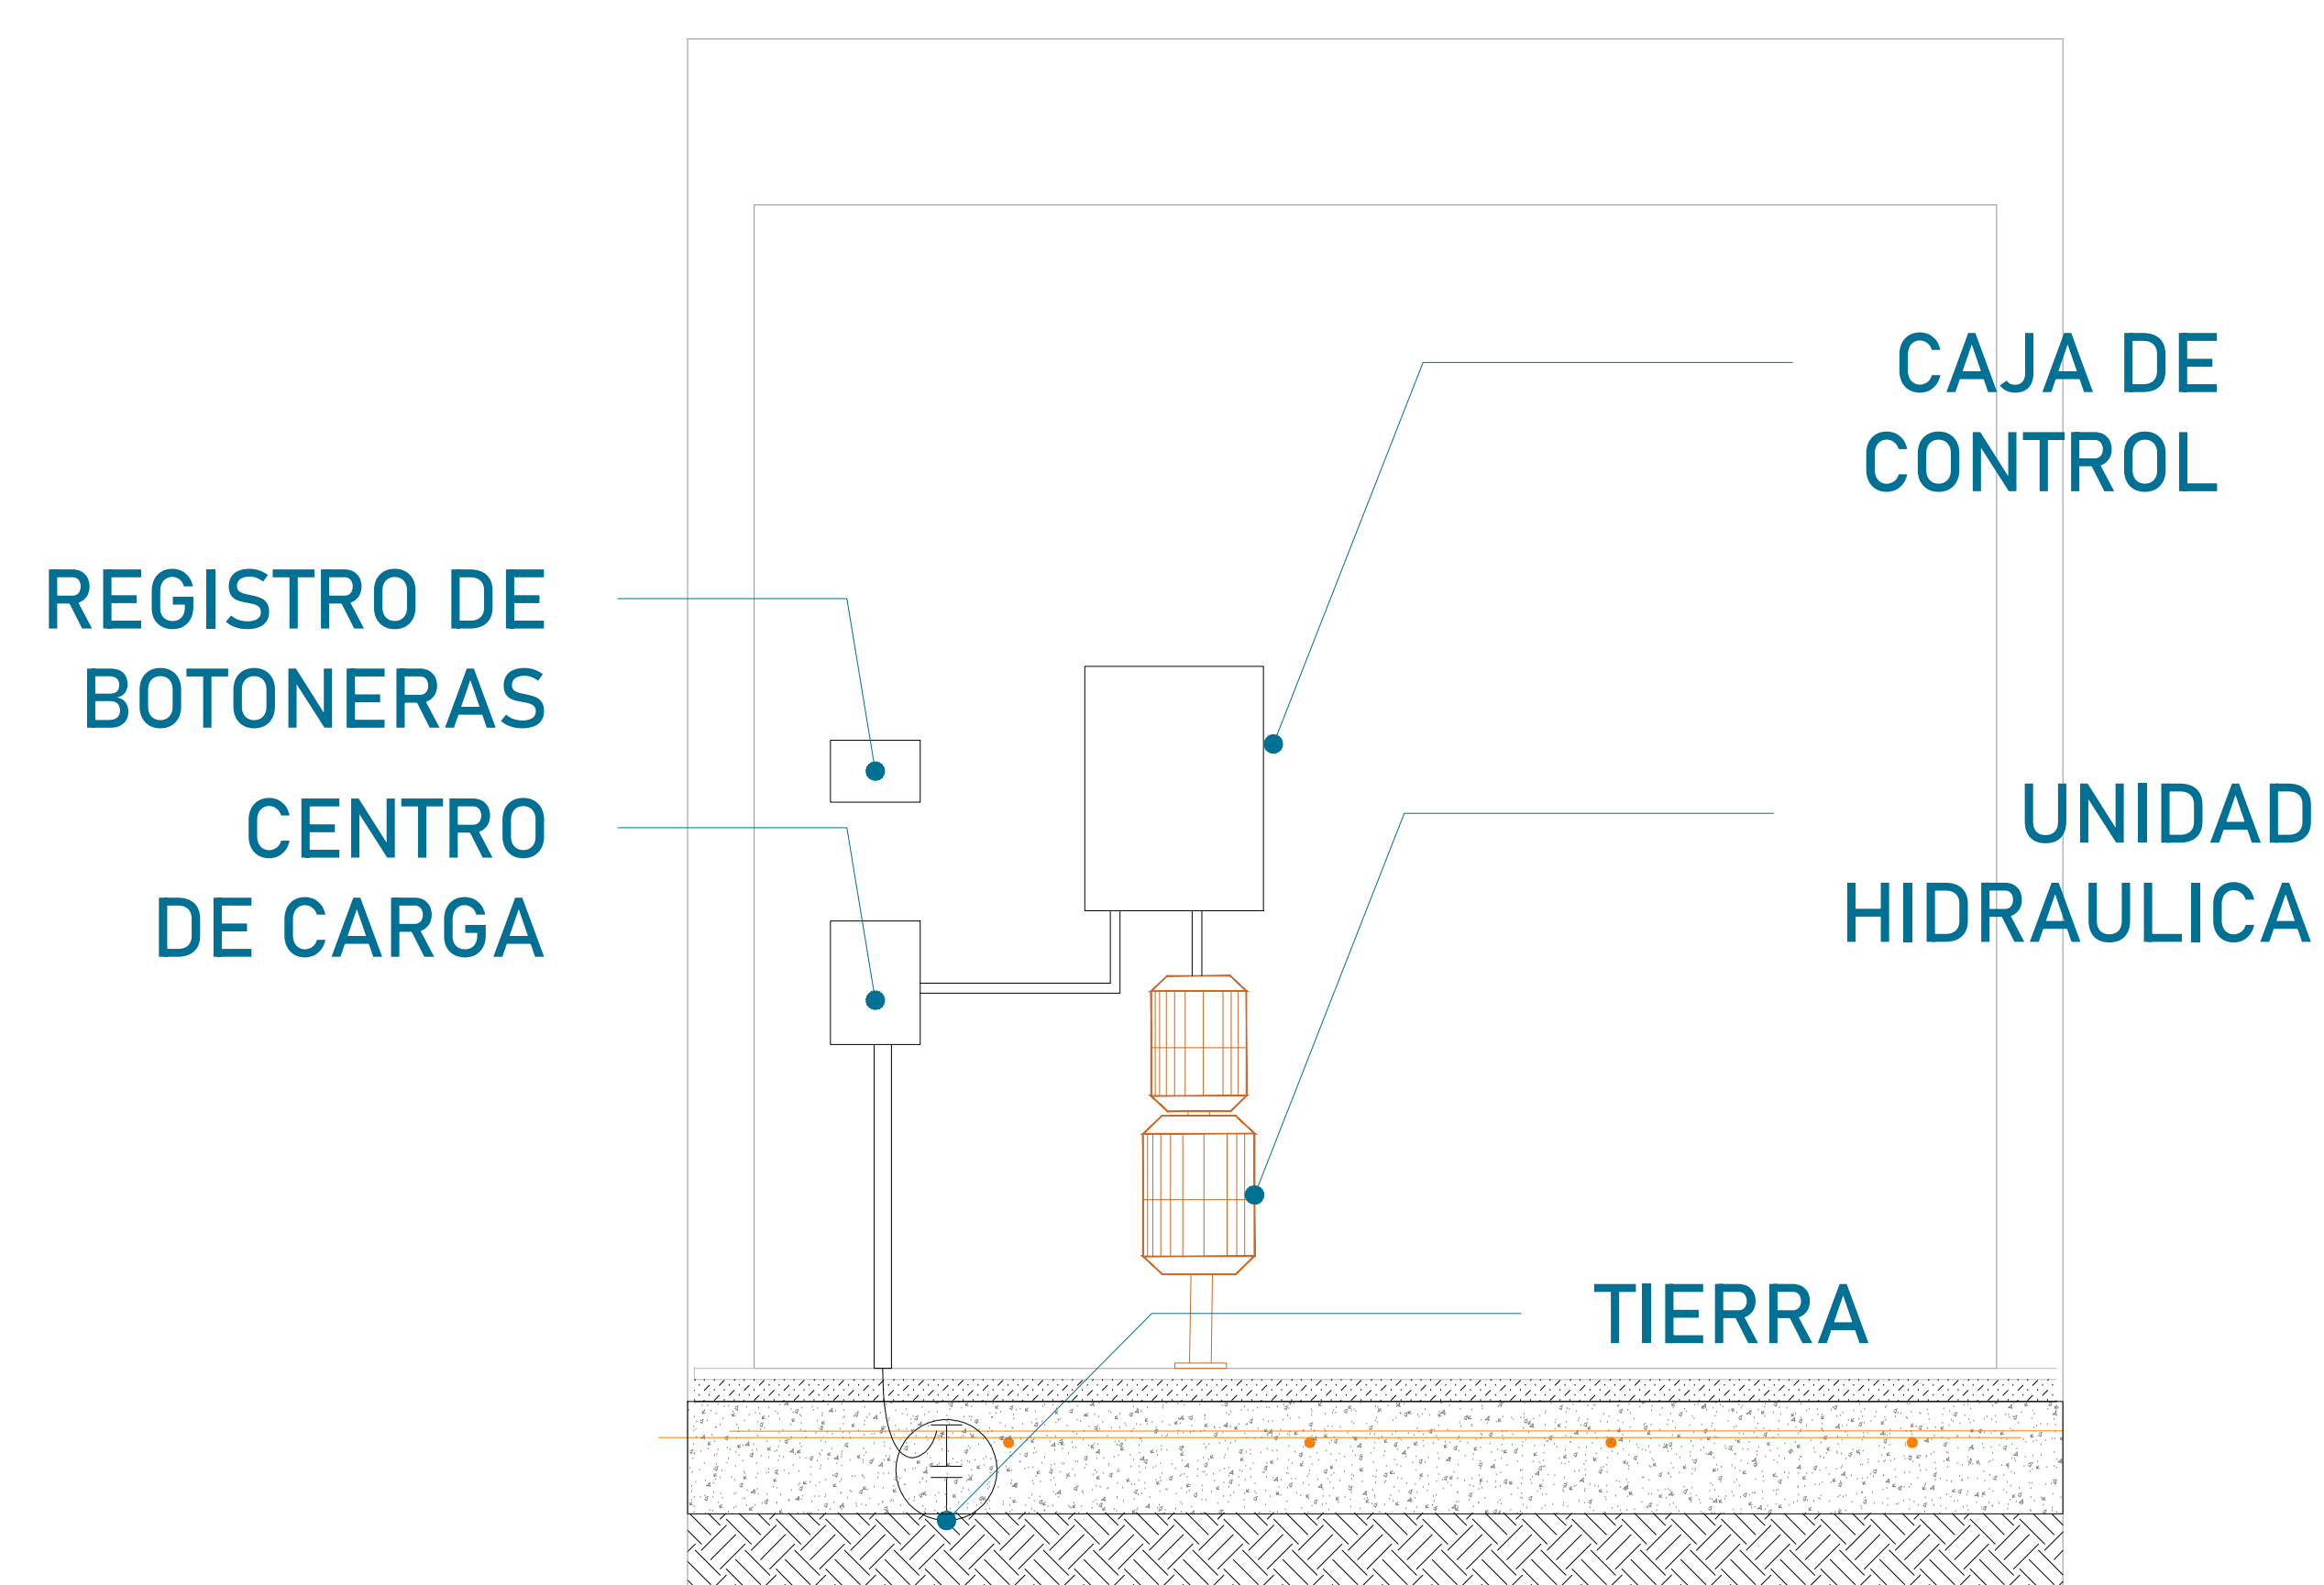 CAJA DE
CONTROL
REGISTRO DE
BOTONERAS
CENTRO
DE CARGA
UNIDAD
HIDRAULICA
TIERRA